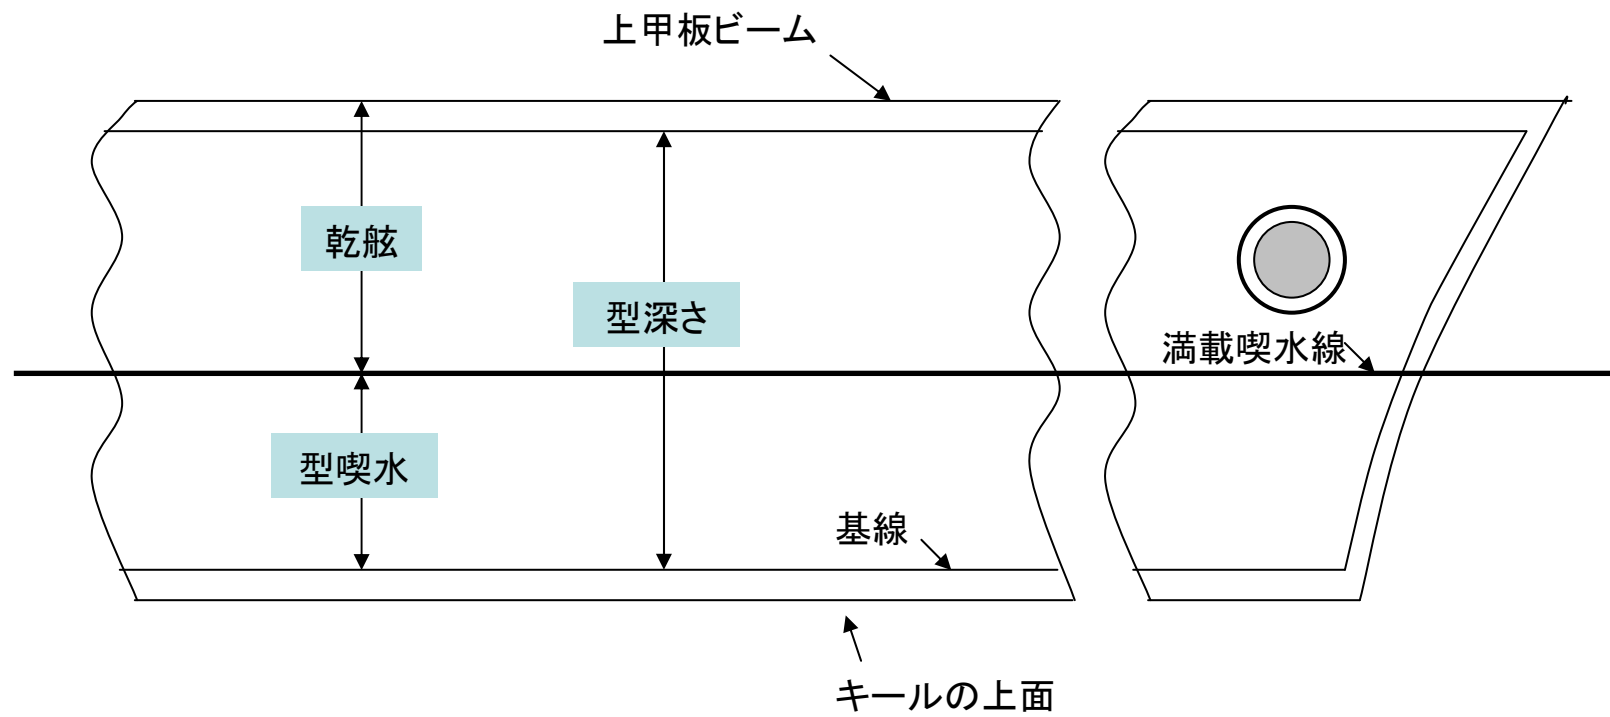 上甲板ビーム
乾舷
型深さ
満載喫水線
型喫水
基線
キールの上面